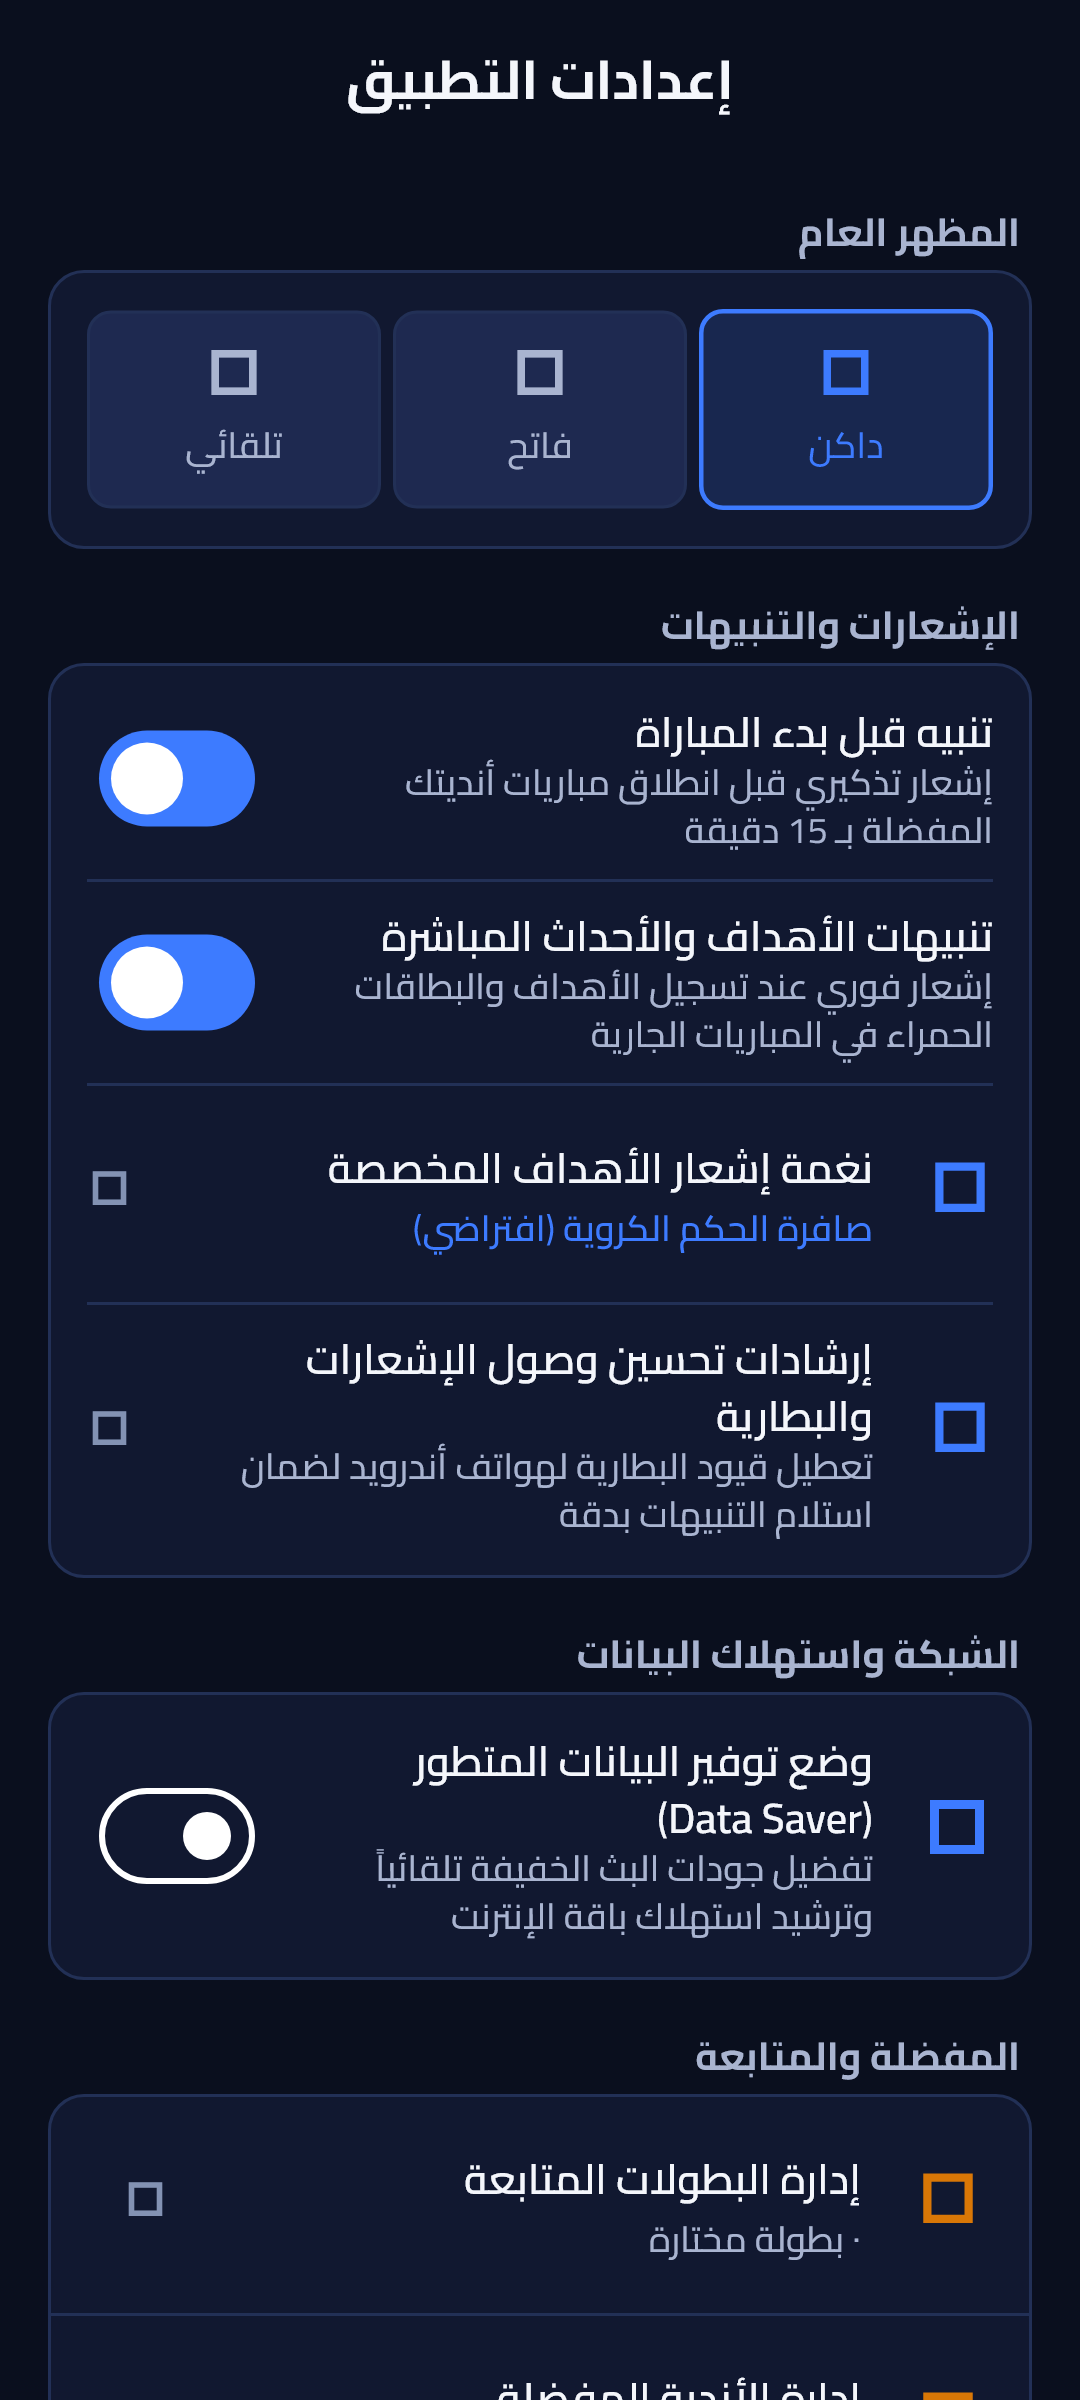 إعدادات التطبيق
المظهر العام
داكن
فاتح
تلقائي
الإشعارات والتنبيهات
تنبيه قبل بدء المباراة
إشعار تذكيري قبل انطلاق مباريات أنديتك
المفضلة بـ 15 دقيقة
تنبيهات الأهداف والأحداث المباشرة
إشعار فوري عند تسجيل الأهداف والبطاقات
الحمراء في المباريات الجارية
نغمة إشعار الأهداف المخصصة
صافرة الحكم الكروية (افتراضي)
إرشادات تحسين وصول الإشعارات
والبطارية
تعطيل قيود البطارية لهواتف أندرويد لضمان
استلام التنبيهات بدقة
الشبكة واستهلاك البيانات
وضع توفير البيانات المتطور
(Data Saver)
تفضيل جودات البث الخفيفة تلقائياً
وترشيد استهلاك باقة الإنترنت
المفضلة والمتابعة
إدارة البطولات المتابعة
٠ بطولة مختارة
إدارة الأندية المفضلة